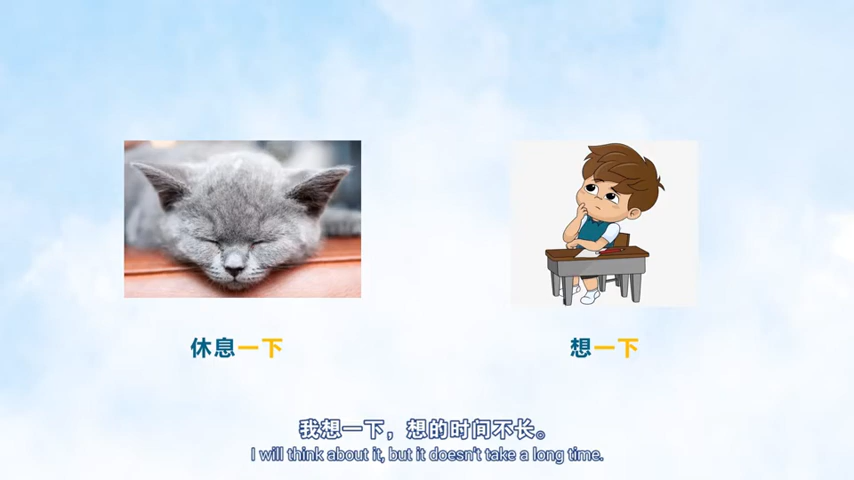 休息一下
想一下
我想一下，想的时间不长。
I will think about it, but it doesn't take a long time.